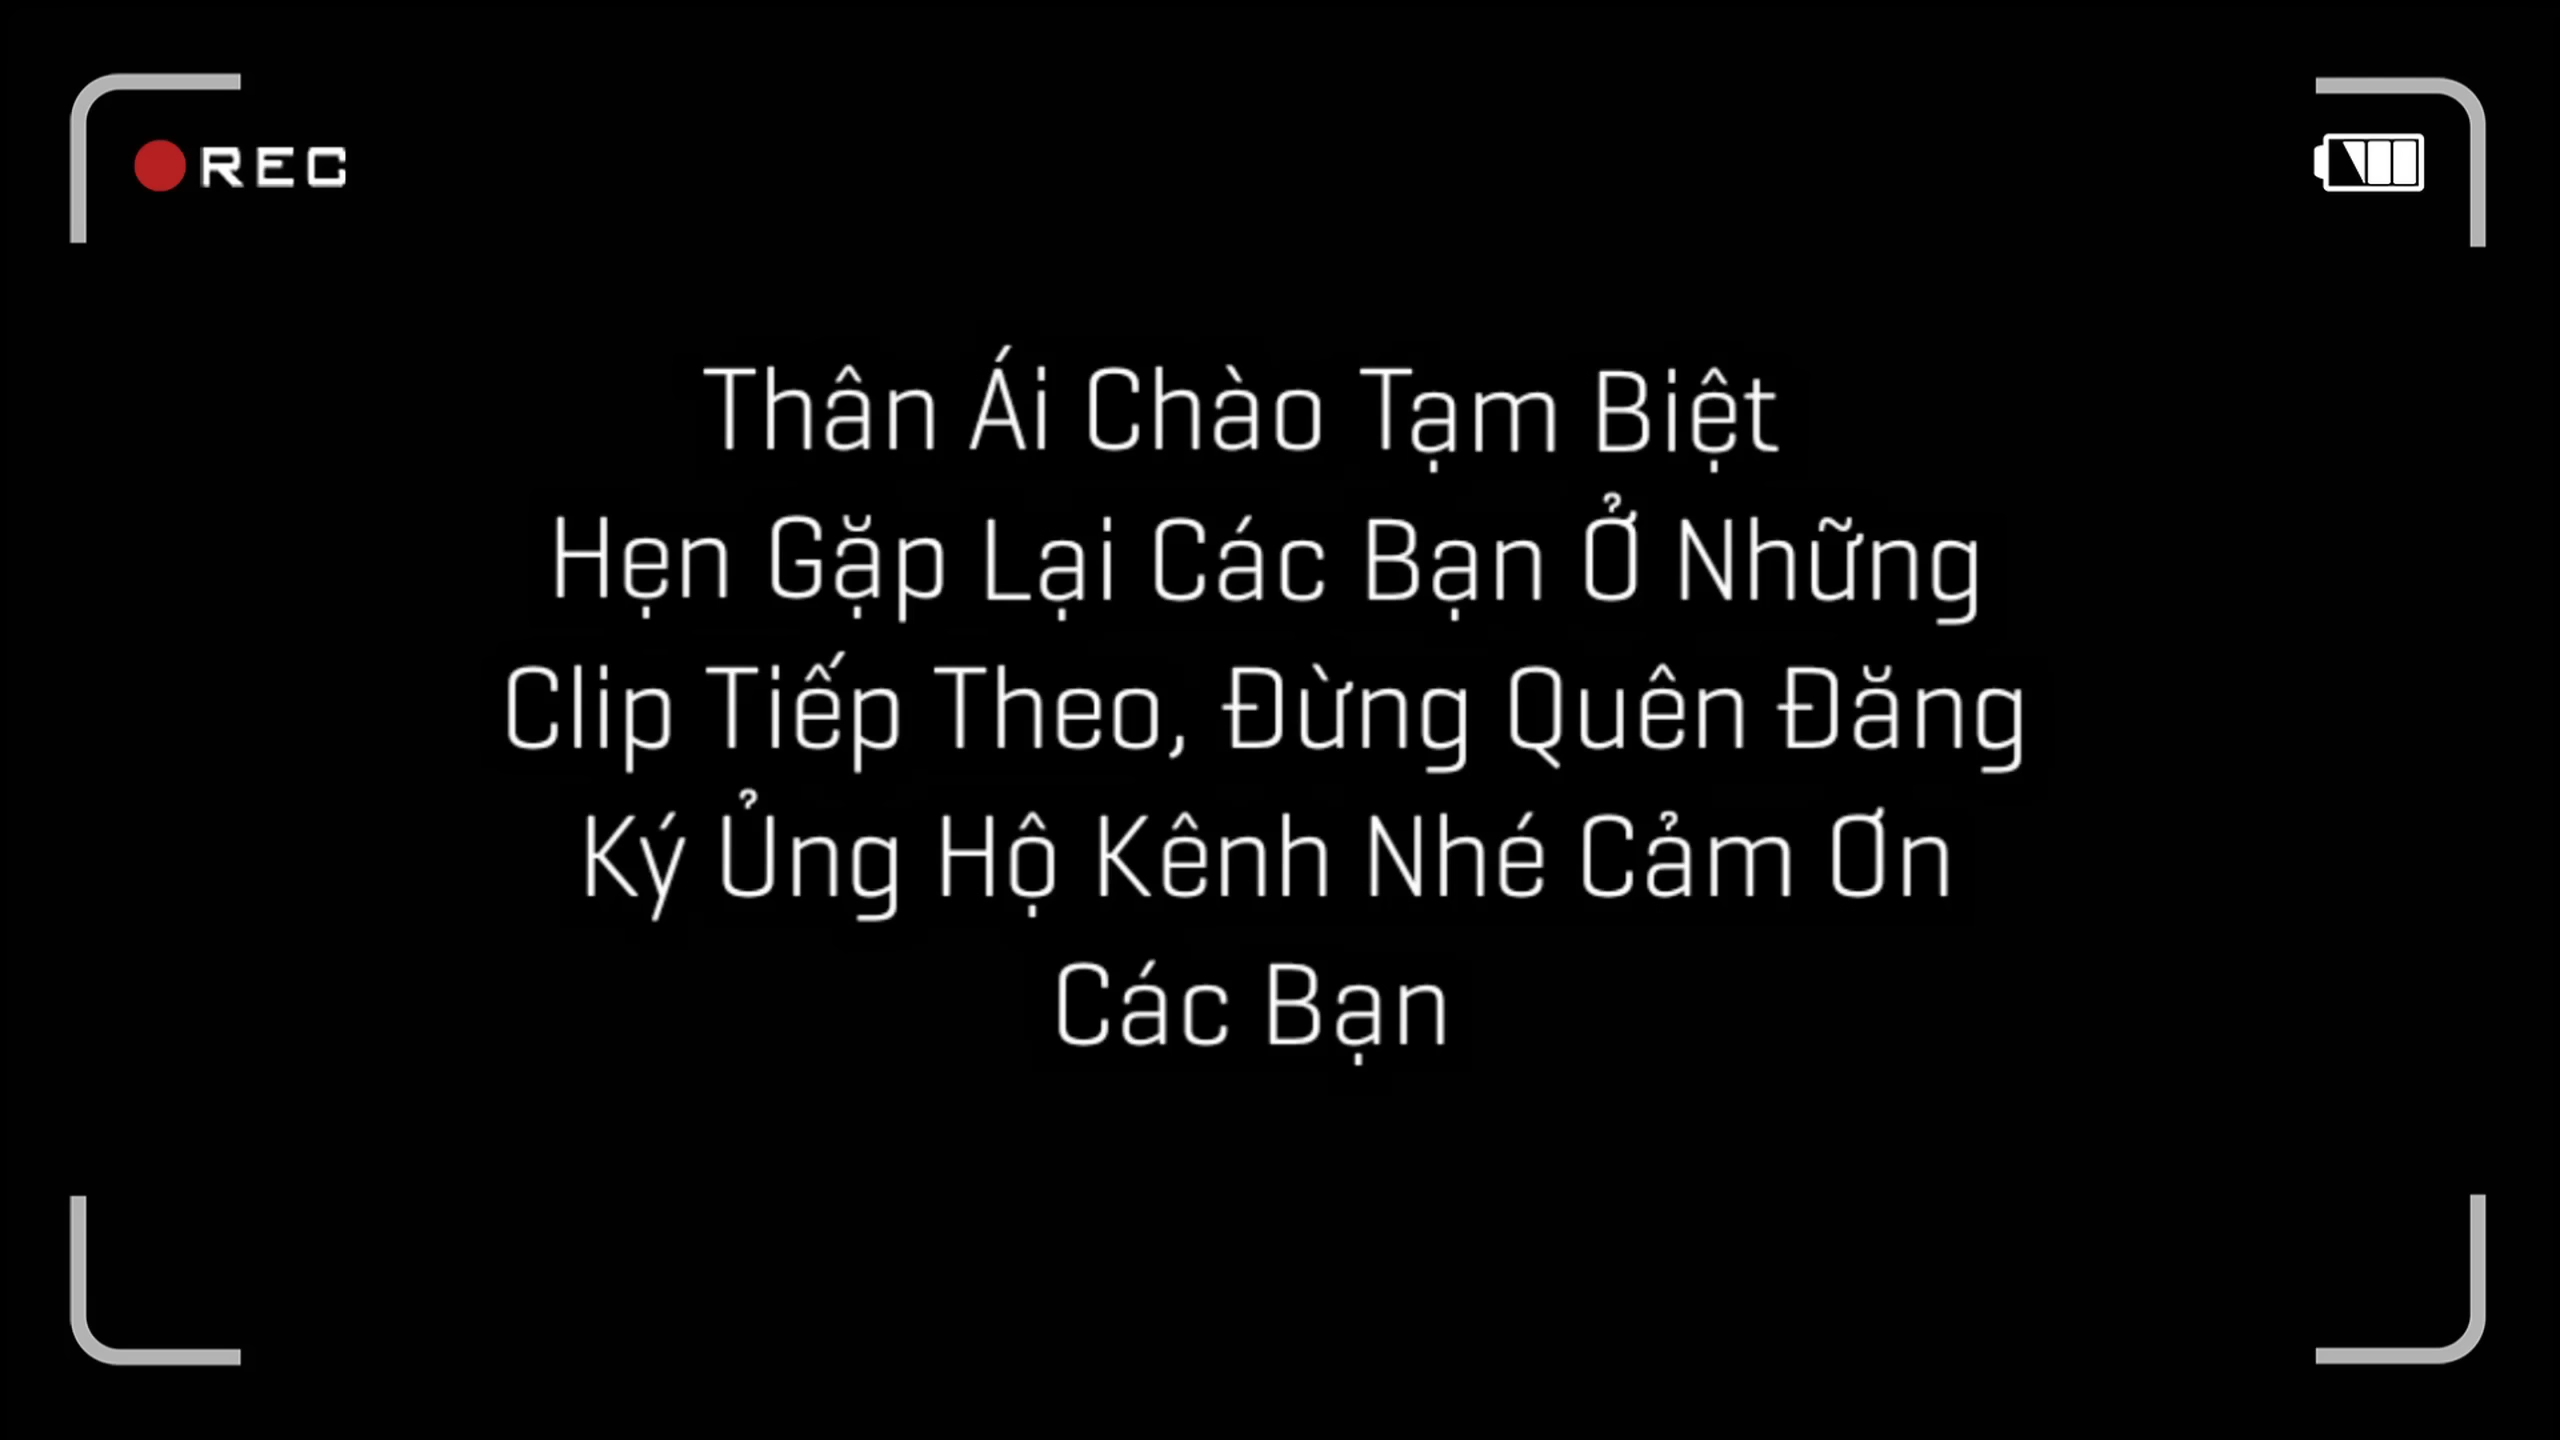 REC
Thân Ái Chào Tạm Biệt
Hẹn Gặp Lại Các Bạn Ở Những
Clip Tiếp Theo, Đừng Quên Đăng
Ký Ủng Hộ Kênh Nhé Cảm Ơn
Các Bạn